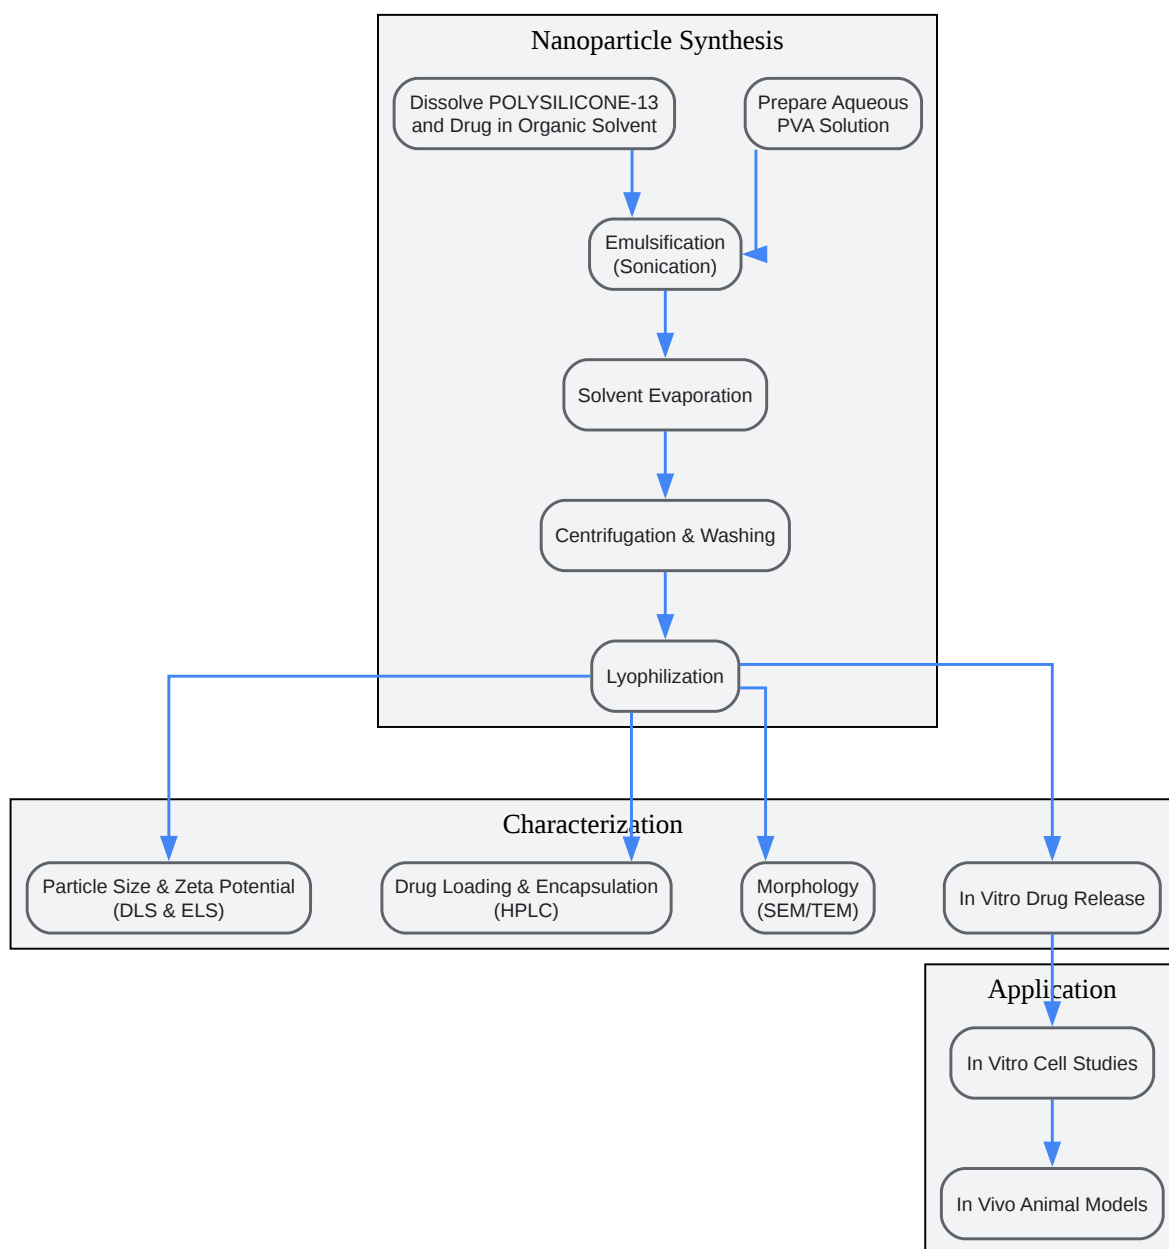 Nanoparticle Synthesis
Dissolve POLYSILICONE-13
and Drug in Organic Solvent
Prepare Aqueous
PVA Solution
Emulsification
(Sonication)
Solvent Evaporation
Centrifugation & Washing
Lyophilization
Characterization
Particle Size & Zeta Potential
(DLS & ELS)
Drug Loading & Encapsulation
(HPLC)
Morphology
(SEM/TEM)
In Vitro Drug Release
Application
In Vitro Cell Studies
In Vivo Animal Models